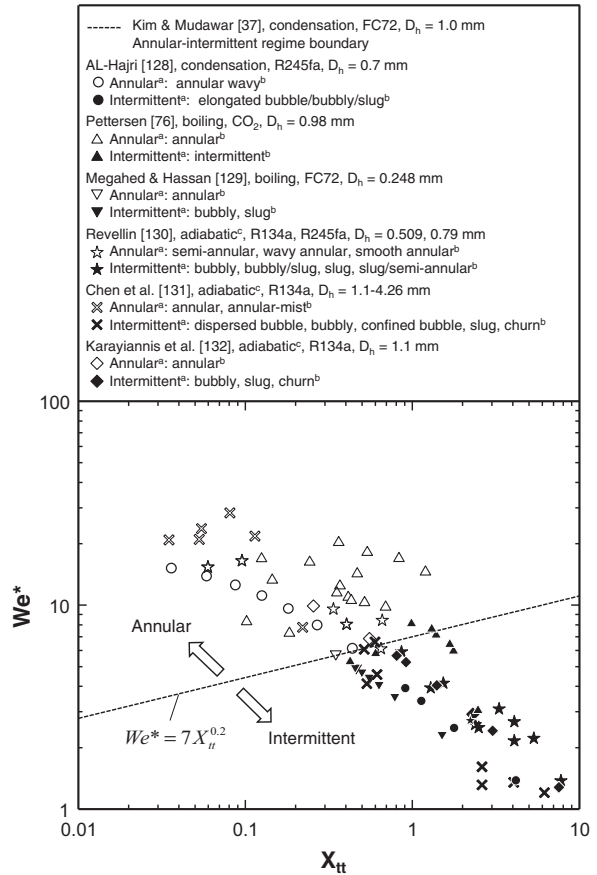 Kim & Mudawar [37], condensation, FC72, Dh = 1.0 mm
Annular-intermittent regime boundary
AL-Hajri [128], condensation, R245fa, Dh = 0.7 mm
Annularᵃ: annular wavyᵇ
Intermittentᵃ: elongated bubble/bubbly/slugᵇ
Pettersen [76], boiling, CO₂, Dh = 0.98 mm
Annularᵃ: annularᵇ
Intermittentᵃ: intermittentᵇ
Megahed & Hassan [129], boiling, FC72, Dh = 0.248 mm
Annularᵃ: annularᵇ
Intermittentᵃ: bubbly, slugᵇ
Revellin [130], adiabaticᶜ, R134a, R245fa, Dh = 0.509, 0.79 mm
Annularᵃ: semi-annular, wavy annular, smooth annularᵇ
Intermittentᵃ: bubbly, bubbly/slug, slug, slug/semi-annularᵇ
Chen et al. [131], adiabaticᶜ, R134a, Dh = 1.1-4.26 mm
Annularᵃ: annular, annular-mistᵇ
Intermittentᵃ: dispersed bubble, bubbly, confined bubble, slug, churnᵇ
Karayiannis et al. [132], adiabaticᶜ, R134a, Dh = 1.1 mm
Annularᵃ: annularᵇ
Intermittentᵃ: bubbly, slug, churnᵇ
100
10
1
We*
Annular
Intermittent
We* = 7Xtt^0.2
0.01 0.1 1 10
Xtt